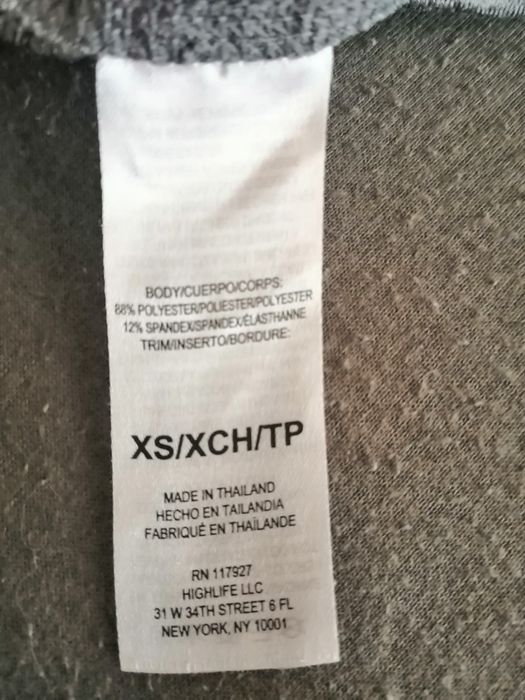 BODY/CUERPO/CORPS:
88% POLYESTER/POLIESTER/POLYESTER
12% SPANDEX/SPANDEX/ÉLASTHANNE
TRIM/INSERTO/BORDURE:
XS/XCH/TP
MADE IN THAILAND
HECHO EN TAILANDIA
FABRIQUÉ EN THAÏLANDE
RN 117927
HIGHLIFE LLC
31 W 34TH STREET 6 FL
NEW YORK, NY 10001